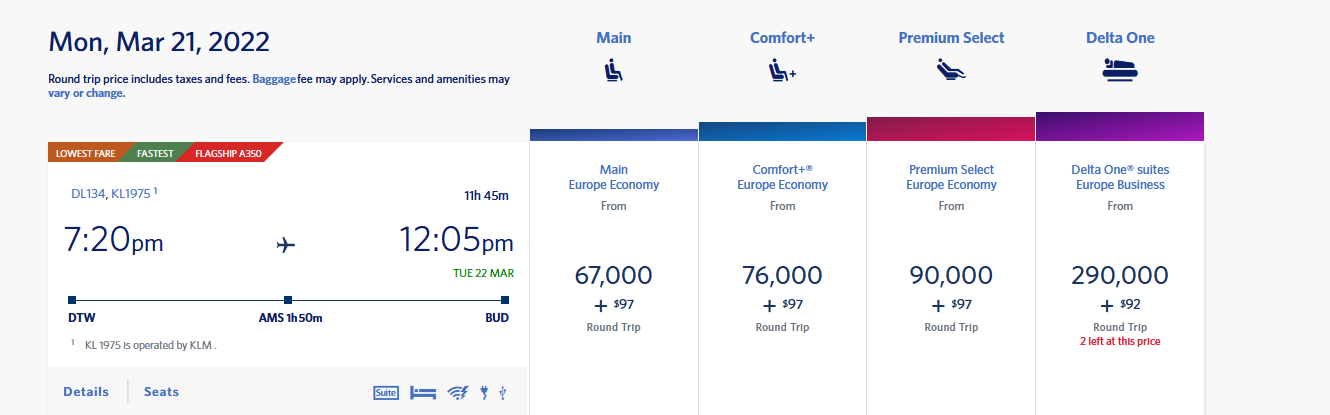 Mon, Mar 21, 2022
Round trip price includes taxes and fees. Baggage fee may apply. Services and amenities may
vary or change.
Main
Comfort+
Premium Select
Delta One
LOWEST FARE
FASTEST
FLAGSHIP A350
DL134, KL1975 1
11h 45m
7:20pm
12:05pm
TUE 22 MAR
DTW
AMS 1h 50m
BUD
1 KL 1975 is operated by KLM .
Details
Seats
Suite
Main
Europe Economy
From
67,000
+ $97
Round Trip
Comfort+®
Europe Economy
From
76,000
+ $97
Round Trip
Premium Select
Europe Economy
From
90,000
+ $97
Round Trip
Delta One® suites
Europe Business
From
290,000
+ $92
Round Trip
2 left at this price